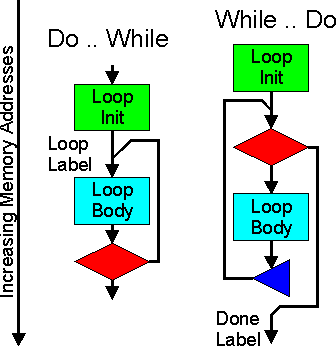 Increasing Memory Addresses
Do .. While
Loop
Init
Loop
Label
Loop
Body
While .. Do
Loop
Init
Loop
Body
Done
Label